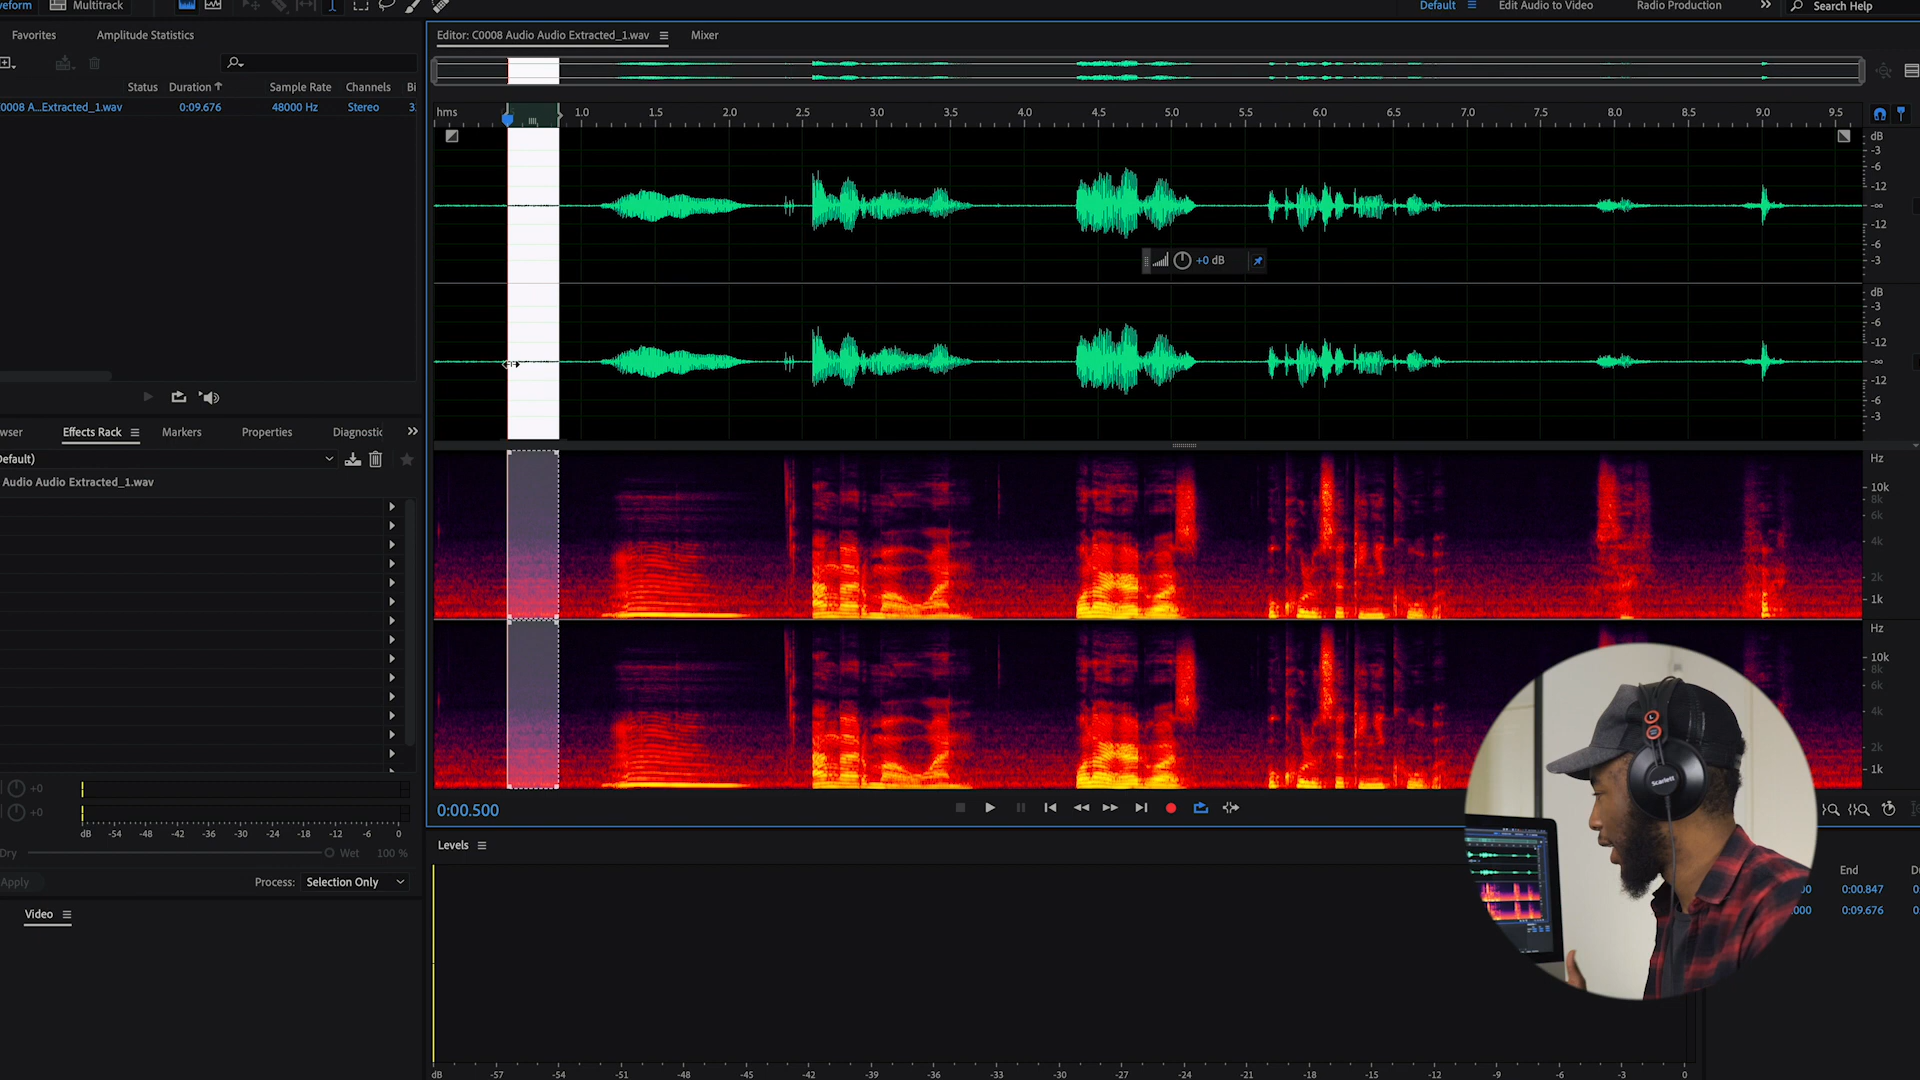 veform
Multitrack
Default
Edit Audio to Video
Radio Production
Search Help
Favorites
Amplitude Statistics
Editor: C0008 Audio Audio Extracted_1.wav
Mixer
Status
Duration
Sample Rate
Channels
Bi
0008 A...Extracted_1.wav
0:09.676
48000 Hz
Stereo
3
hms
1.0
1.5
2.0
2.5
3.0
3.5
4.0
4.5
5.0
5.5
6.0
6.5
7.0
7.5
8.0
8.5
9.0
9.5
dB
-3
-6
-12
-∞
-12
-6
-3
+0 dB
dB
-3
-6
-12
-∞
-12
-6
-3
wser
Effects Rack
Markers
Properties
Diagnostic
Default)
Audio Audio Extracted_1.wav
Hz
10k
8k
6k
4k
2k
1k
Hz
10k
8k
6k
4k
2k
1k
+0
+0
dB
-54
-48
-42
-36
-30
-24
-18
-12
-6
0
Dry
Wet
100 %
Apply
Process:
Selection Only
Video
0:00.500
Levels
End
D
00
0:00.847
0
000
0:09.676
0
Scarlett
dB
-57
-54
-51
-48
-45
-42
-39
-36
-33
-30
-27
-24
-21
-18
-15
-12
-9
-6
-3
0